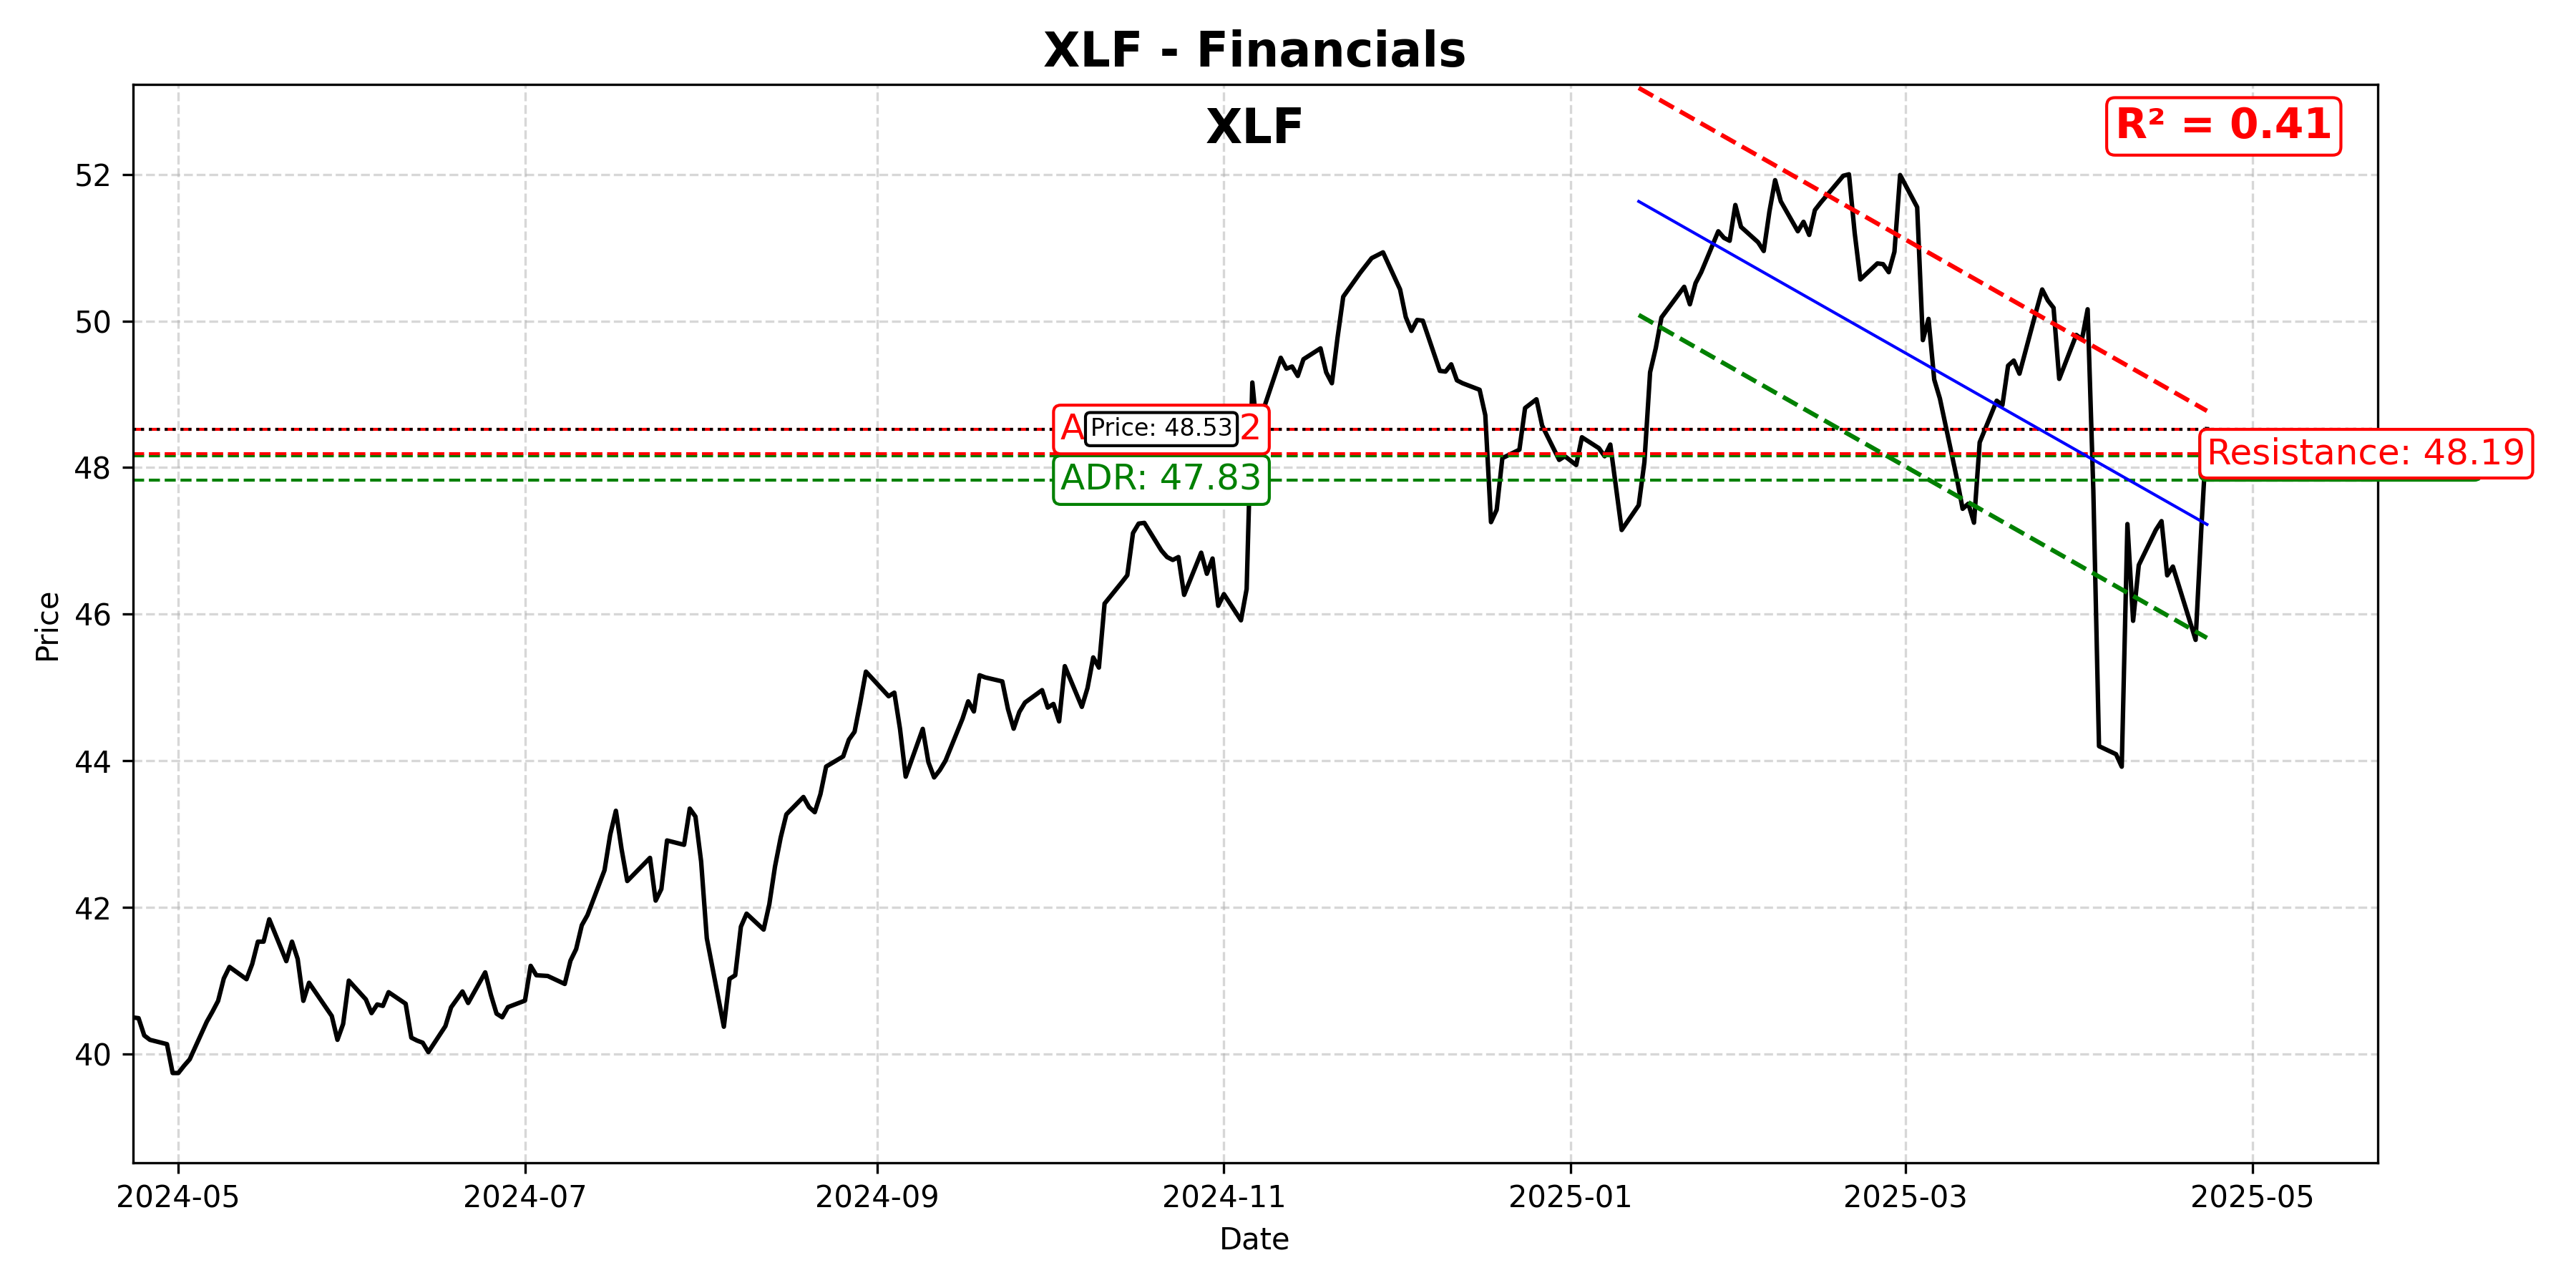 XLF - Financials
XLF
R² = 0.41
52
50
48
46
44
42
40
Price
Price: 48.53
ADR: 47.83
Resistance: 48.19
2024-05
2024-07
2024-09
2024-11
2025-01
2025-03
2025-05
Date